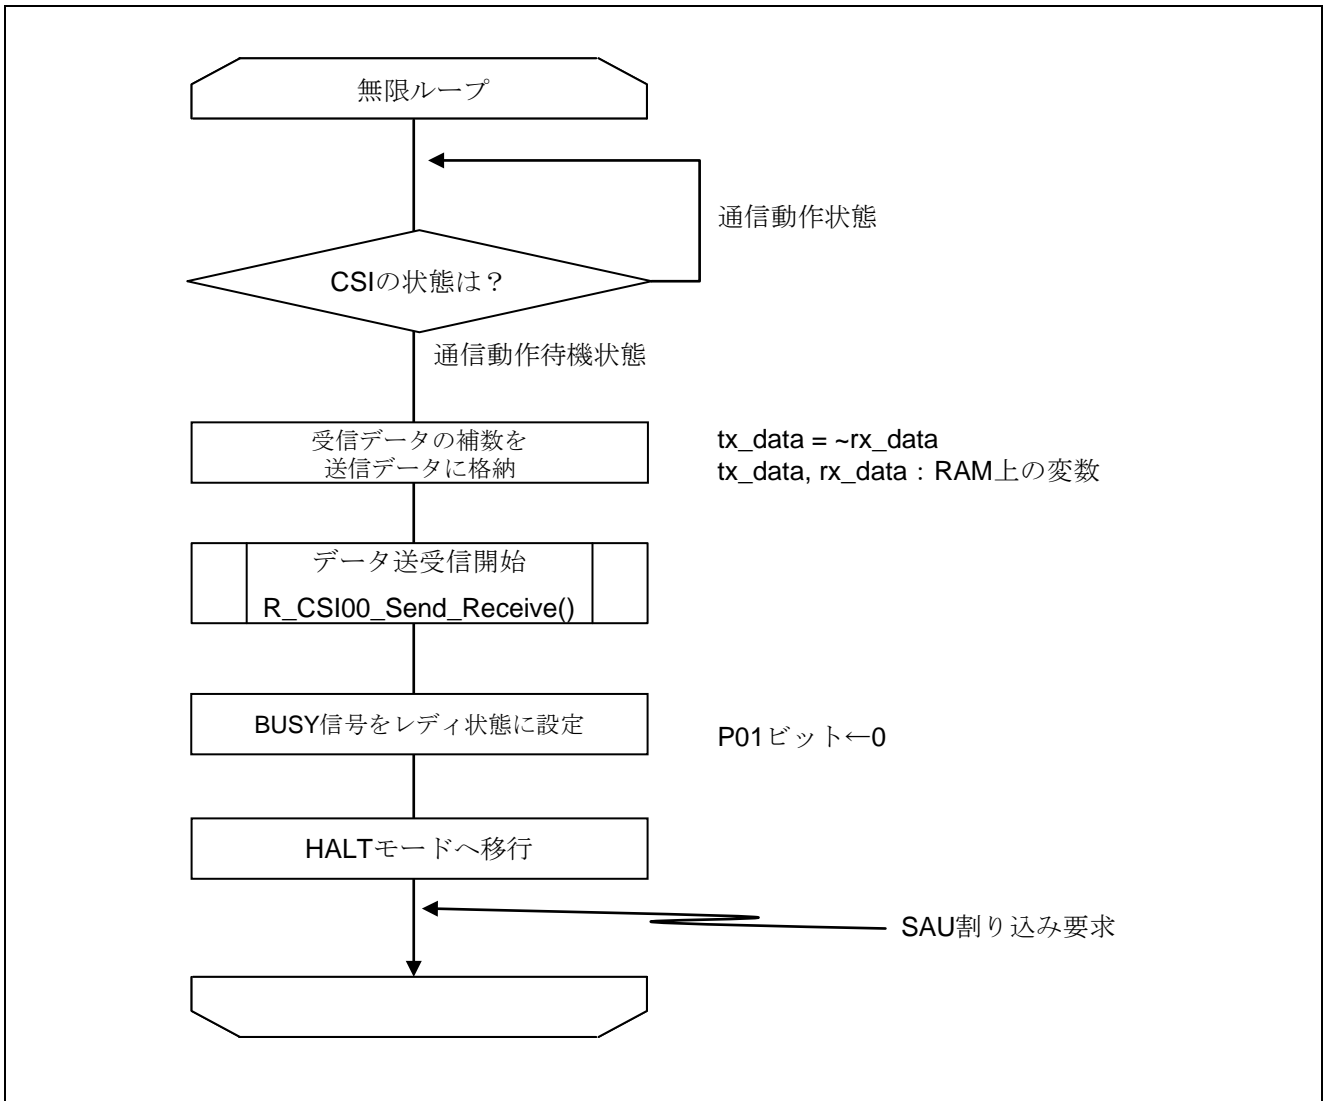 無限ループ
通信動作状態
CSIの状態は？
通信動作待機状態
受信データの補数を
送信データに格納
tx_data = ~rx_data
tx_data, rx_data：RAM上の変数
データ送受信開始
R_CSI00_Send_Receive()
BUSY信号をレディ状態に設定
P01ビット←0
HALTモードへ移行
SAU割り込み要求